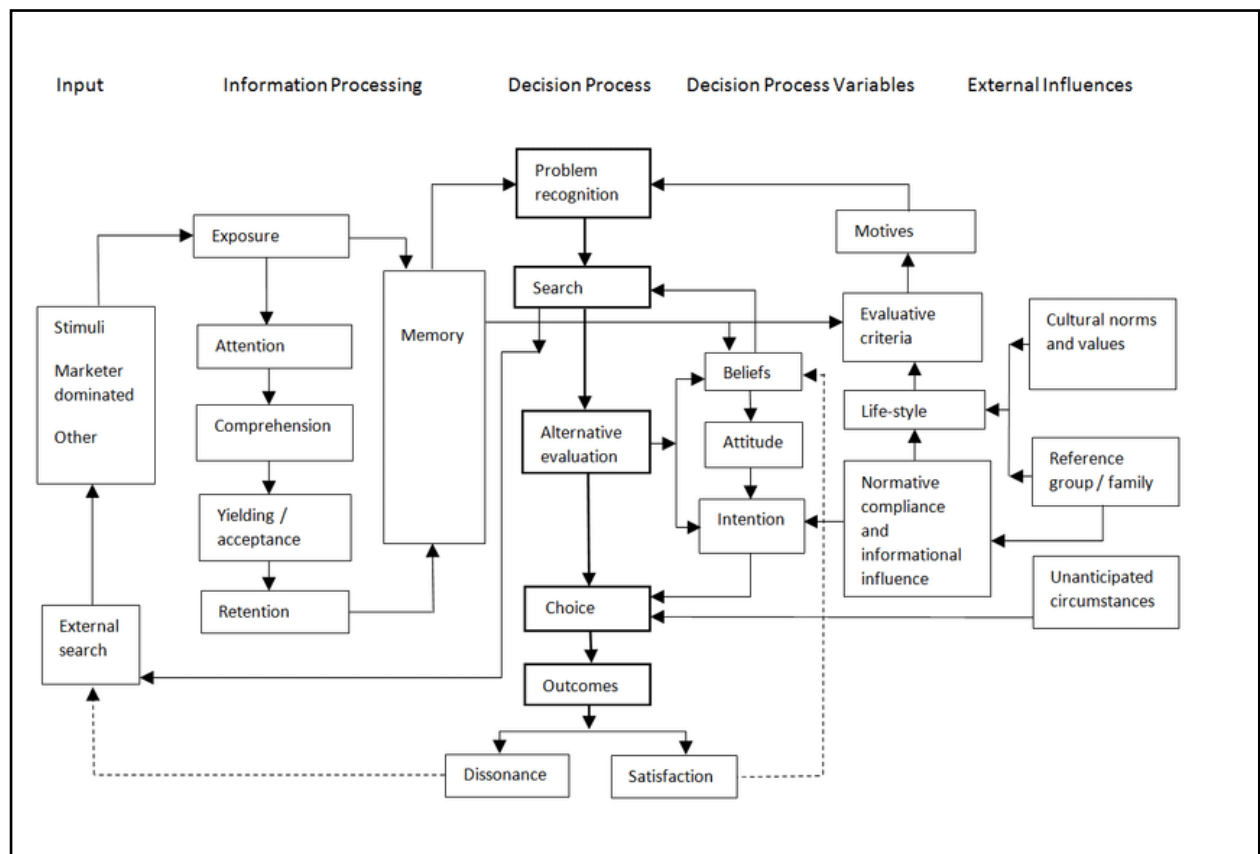 Input
Information Processing
Decision Process
Decision Process Variables
External Influences
Stimuli
Marketer
dominated
Other
External
search
Exposure
Attention
Comprehension
Yielding /
acceptance
Retention
Memory
Problem
recognition
Search
Alternative
evaluation
Choice
Outcomes
Dissonance
Satisfaction
Beliefs
Attitude
Intention
Motives
Evaluative
criteria
Life-style
Normative
compliance
and
informational
influence
Cultural norms
and values
Reference
group / family
Unanticipated
circumstances